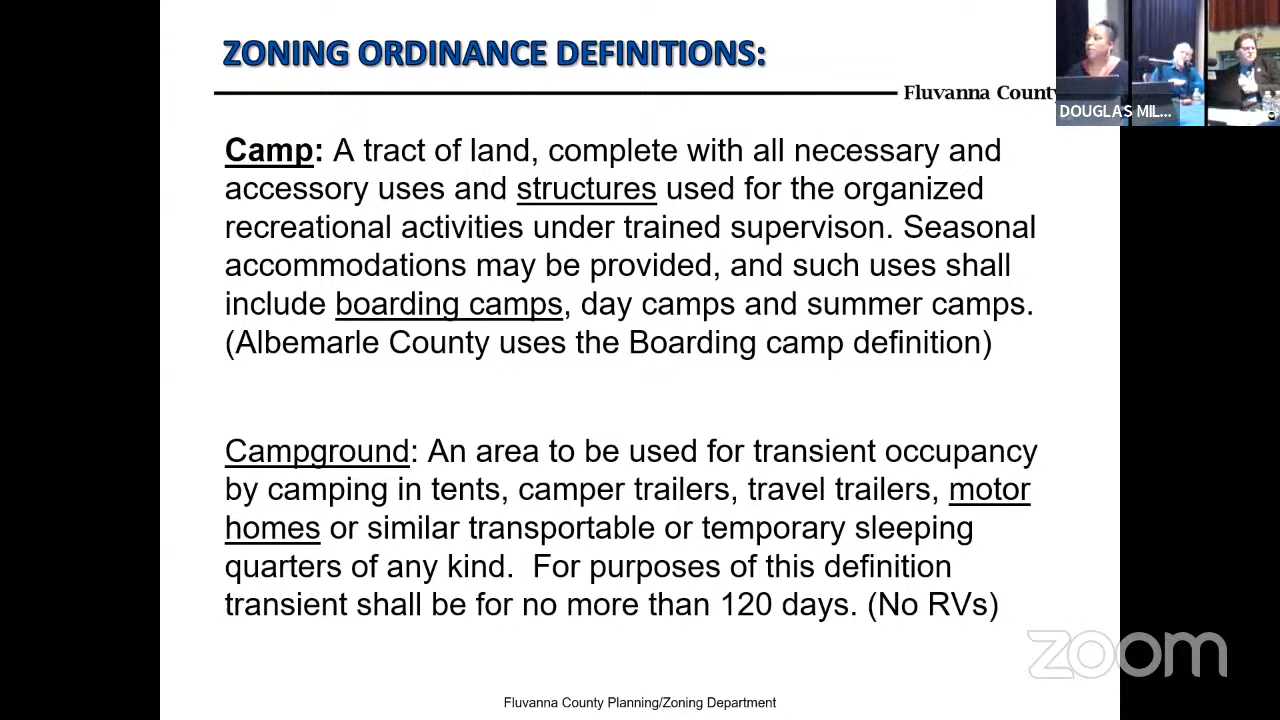 ZONING ORDINANCE DEFINITIONS:
Fluvanna County
DOUGLAS MIL...
Camp: A tract of land, complete with all necessary and
accessory uses and structures used for the organized
recreational activities under trained supervison. Seasonal
accommodations may be provided, and such uses shall
include boarding camps, day camps and summer camps.
(Albemarle County uses the Boarding camp definition)
Campground: An area to be used for transient occupancy
by camping in tents, camper trailers, travel trailers, motor
homes or similar transportable or temporary sleeping
quarters of any kind.  For purposes of this definition
transient shall be for no more than 120 days. (No RVs)
zoom
Fluvanna County Planning/Zoning Department